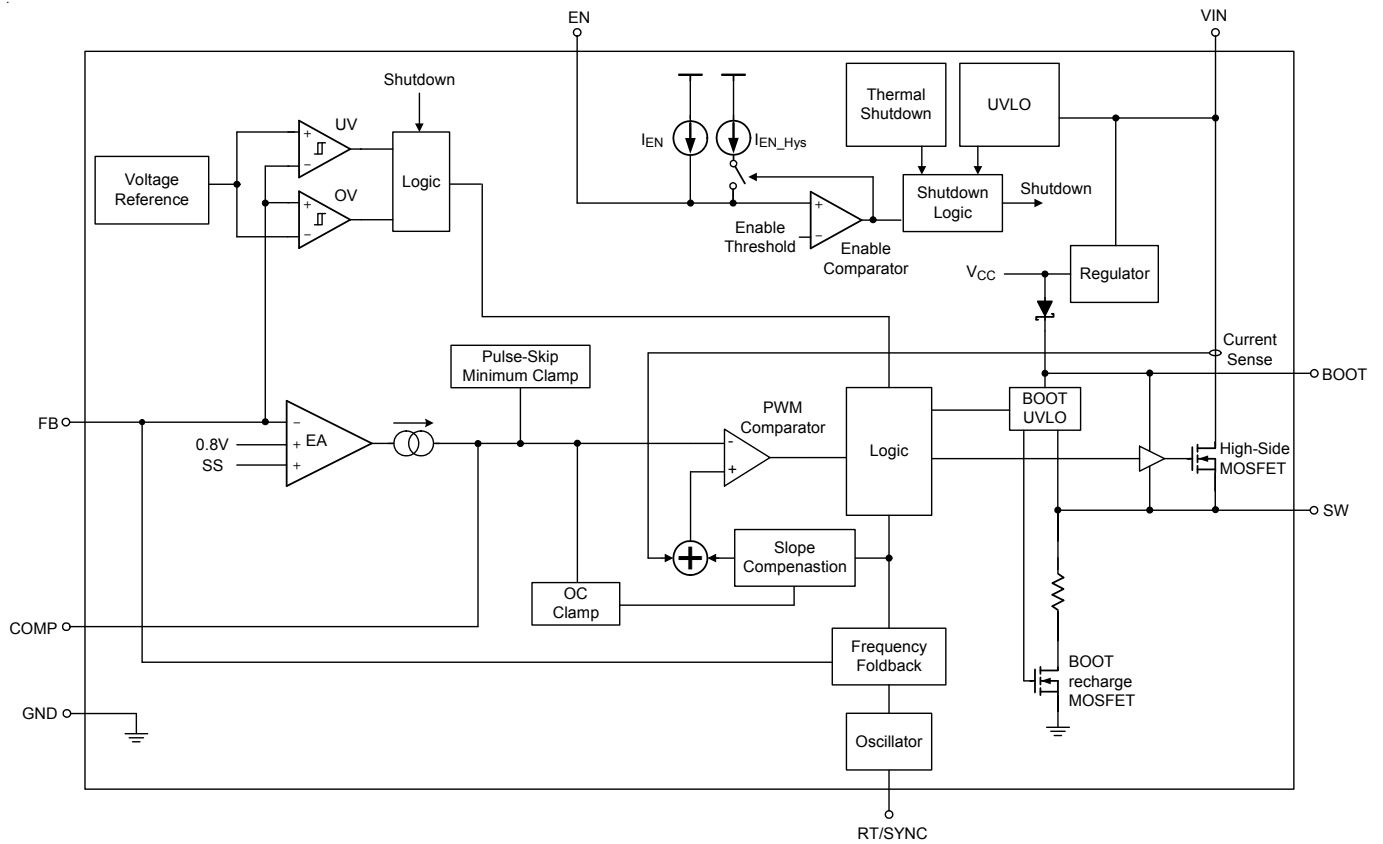 EN
VIN
Shutdown
UV
Voltage
Reference
OV
Logic
IEN
IEN_Hys
Thermal
Shutdown
UVLO
Shutdown
Logic
Shutdown
Enable
Threshold
Enable
Comparator
VCC
Regulator
Current
Sense
BOOT
Pulse-Skip
Minimum Clamp
BOOT
UVLO
FB
0.8V
SS
EA
PWM
Comparator
Logic
High-Side
MOSFET
SW
Slope
Compenastion
OC
Clamp
COMP
Frequency
Foldback
BOOT
recharge
MOSFET
GND
Oscillator
RT/SYNC